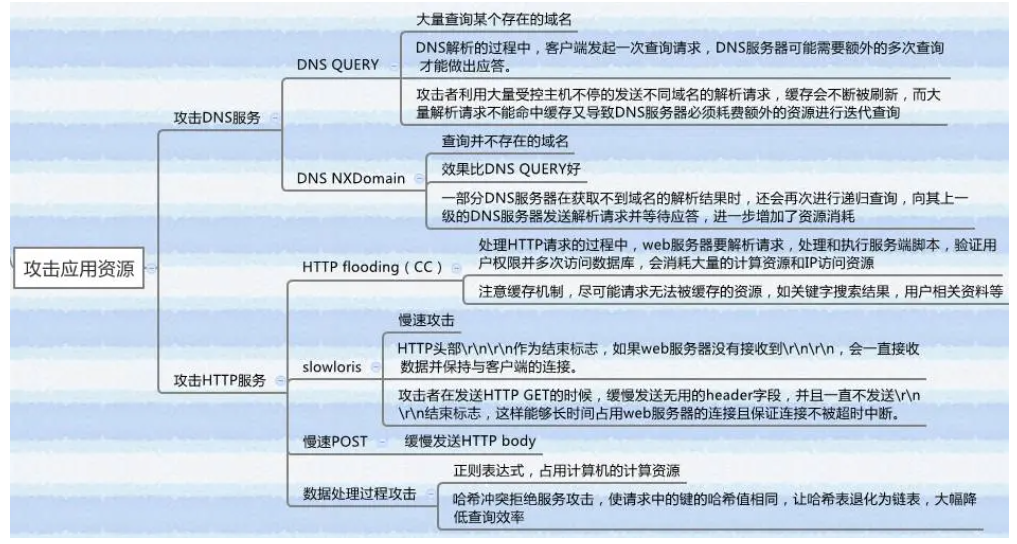 攻击应用资源
攻击DNS服务
DNS QUERY
大量查询某个存在的域名
DNS解析的过程中，客户端发起一次查询请求，DNS服务器可能需要额外的多次查询
才能做出应答。
攻击者利用大量受控主机不停的发送不同域名的解析请求，缓存会不断被刷新，而大
量解析请求不能命中缓存又导致DNS服务器必须耗费额外的资源进行迭代查询
DNS NXDomain
查询并不存在的域名
效果比DNS QUERY好
一部分DNS服务器在获取不到域名的解析结果时，还会再次进行递归查询，向其上一
级的DNS服务器发送解析请求并等待应答，进一步增加了资源消耗
攻击HTTP服务
HTTP flooding（CC）
处理HTTP请求的过程中，web服务器要解析请求，处理和执行服务端脚本，验证用
户权限并多次访问数据库，会消耗大量的计算资源和IP访问资源
注意缓存机制，尽可能请求无法被缓存的资源，如关键字搜索结果，用户相关资料等
slowloris
慢速攻击
HTTP头部\r\n\r\n作为结束标志，如果web服务器没有接收到\r\n\r\n，会一直接收
数据并保持与客户端的连接。
攻击者在发送HTTP GET的时候，缓慢发送无用的header字段，并且一直不发送\r\n
\r\n结束标志，这样能够长时间占用web服务器的连接且保证连接不被超时中断。
慢速POST
缓慢发送HTTP body
数据处理过程攻击
正则表达式，占用计算机的计算资源
哈希冲突拒绝服务攻击，使请求中的键的哈希值相同，让哈希表退化为链表，大幅降
低查询效率